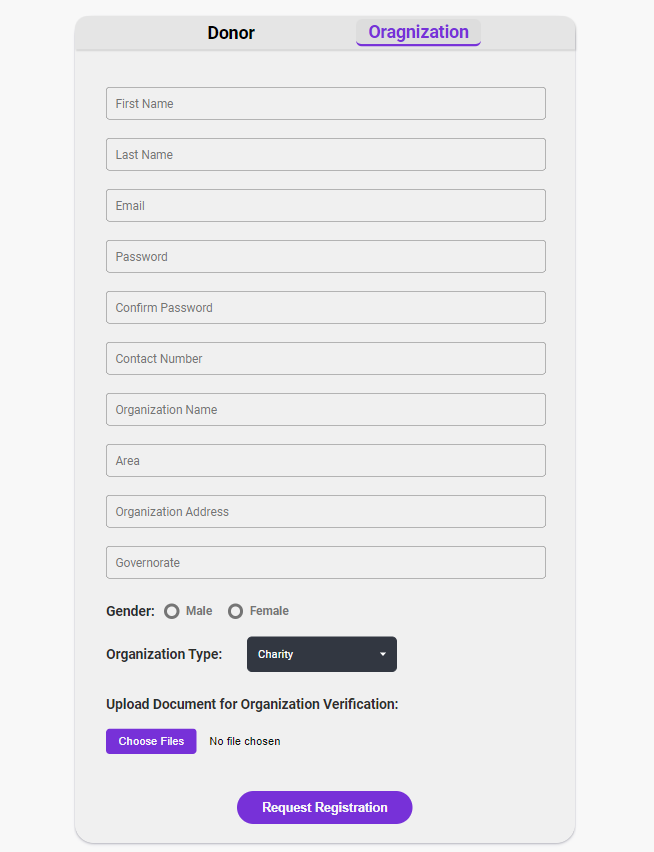 Donor Oragnization
First Name
Last Name
Email
Password
Confirm Password
Contact Number
Organization Name
Area
Organization Address
Governorate
Gender: Male Female
Organization Type: Charity
Upload Document for Organization Verification:
Choose Files No file chosen
Request Registration